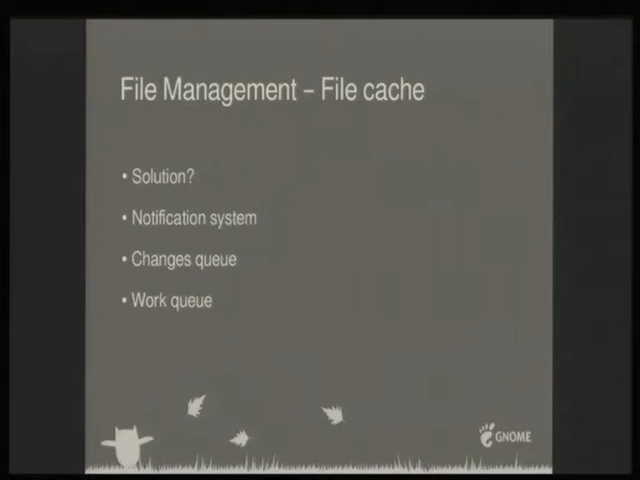 File Management – File cache
• Solution?
• Notification system
• Changes queue
• Work queue
GNOME